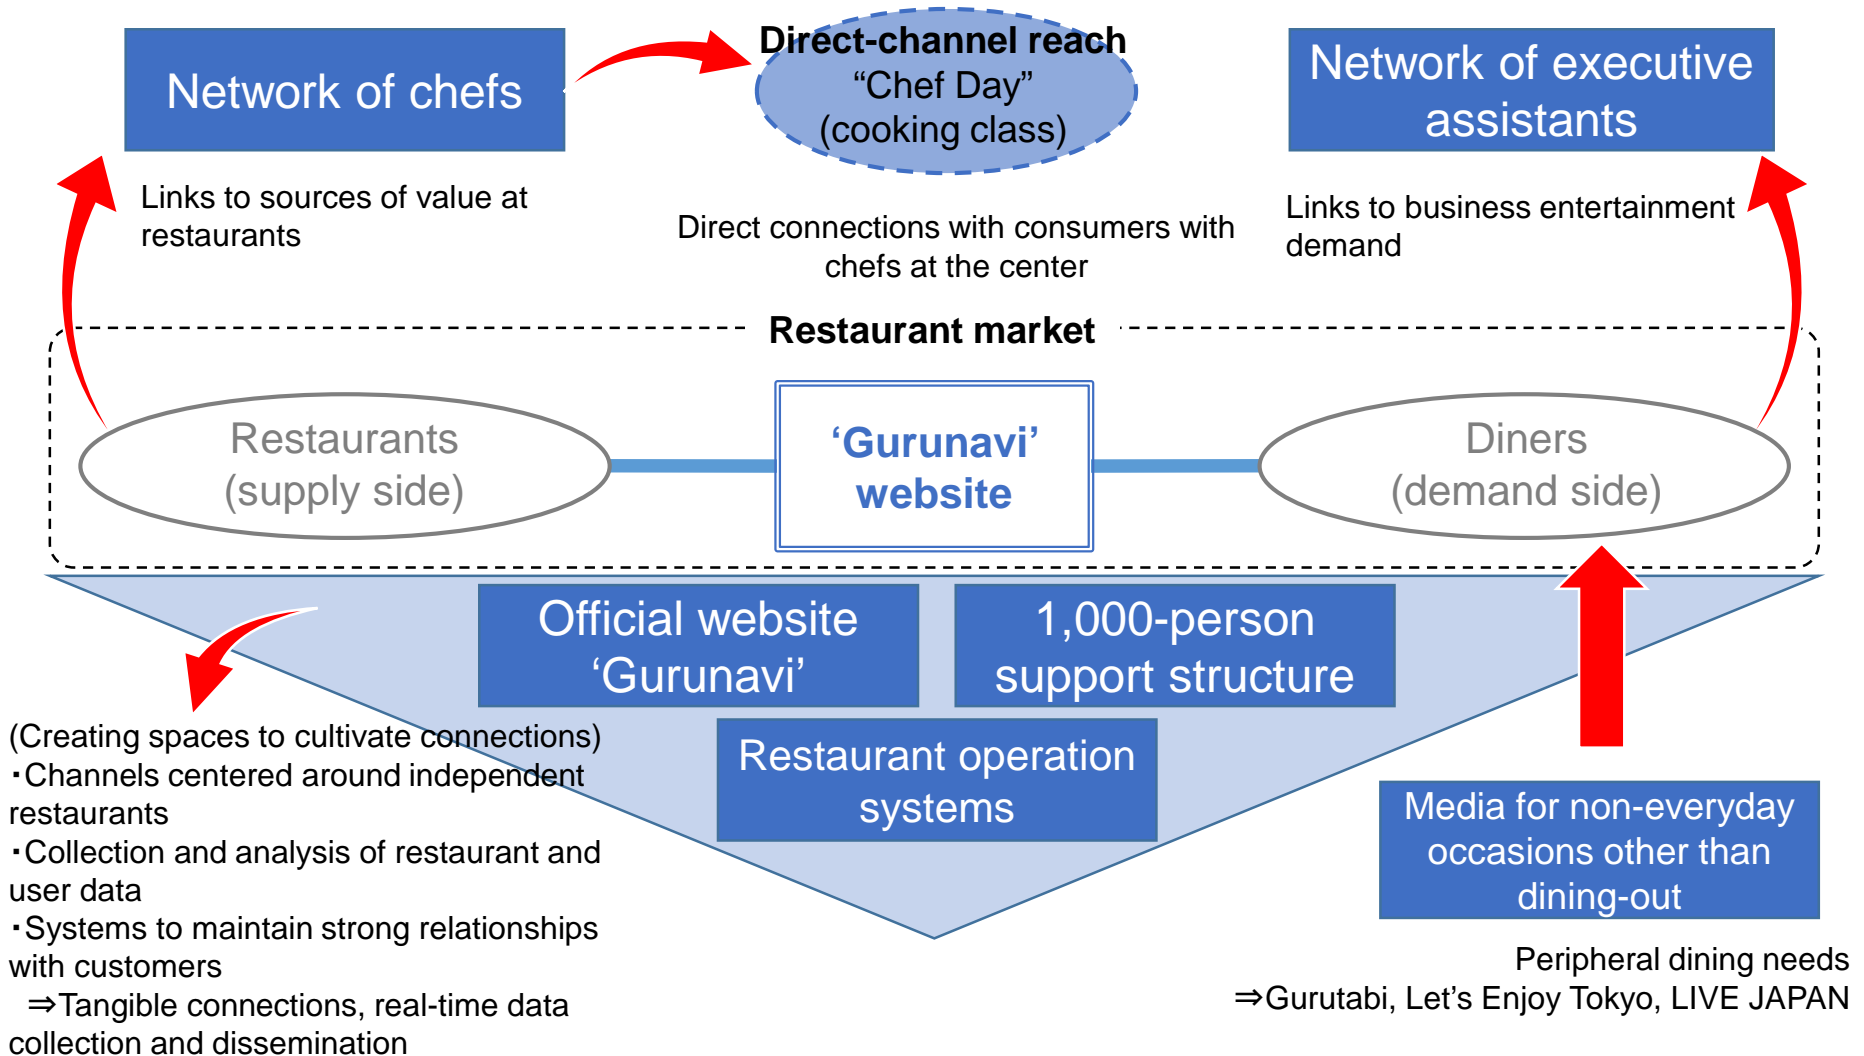 Network of chefs
Direct-channel reach
“Chef Day”
(cooking class)
Network of executive
assistants
Links to sources of value at
restaurants
Direct connections with consumers with
chefs at the center
Links to business entertainment
demand
Restaurant market
Restaurants
(supply side)
‘Gurunavi’
website
Diners
(demand side)
Official website
‘Gurunavi’
1,000-person
support structure
Restaurant operation
systems
(Creating spaces to cultivate connections)
・Channels centered around independent
restaurants
・Collection and analysis of restaurant and
user data
・Systems to maintain strong relationships
with customers
⇒Tangible connections, real-time data
collection and dissemination
Media for non-everyday
occasions other than
dining-out
Peripheral dining needs
⇒Gurutabi, Let’s Enjoy Tokyo, LIVE JAPAN